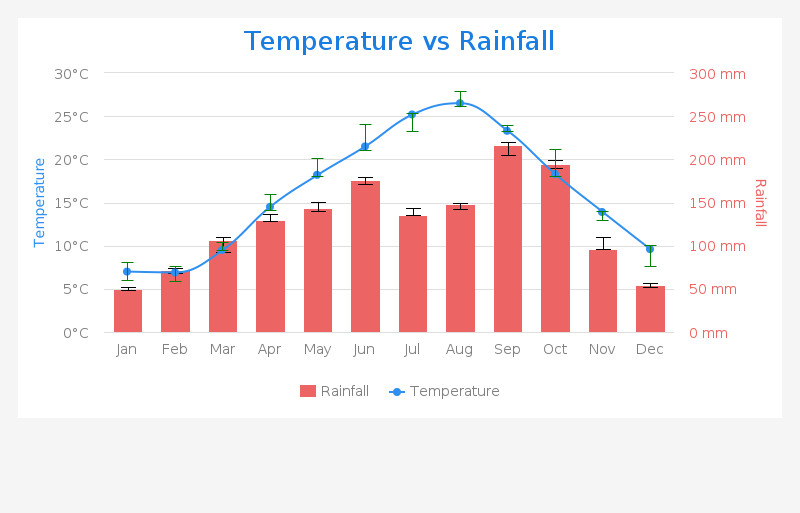 Temperature vs Rainfall
30°C
25°C
20°C
15°C
10°C
5°C
0°C
Temperature
300 mm
250 mm
200 mm
150 mm
100 mm
50 mm
0 mm
Rainfall
Jan Feb Mar Apr May Jun Jul Aug Sep Oct Nov Dec
Rainfall Temperature